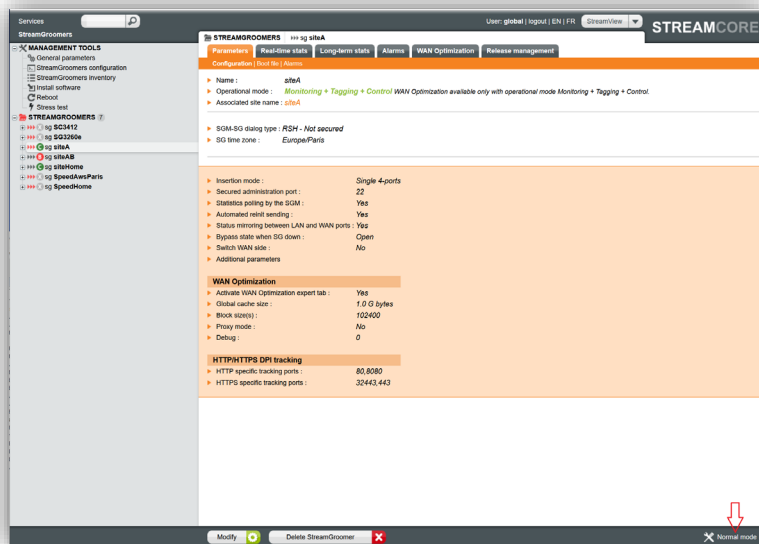 Services
User: global | logout | EN | FR
StreamView
STREAMCORE
StreamGroomers
MANAGEMENT TOOLS
General parameters
StreamGroomers configuration
StreamGroomers inventory
Install software
Reboot
Stress test
STREAMGROOMERS 7
sg SC3412
sg SG3260e
C sg siteA
B sg siteAB
C sg siteHome
sg SpeedAwsParis
sg SpeedHome
STREAMGROOMERS sg siteA
Parameters Real-time stats Long-term stats Alarms WAN Optimization Release management
Configuration | Boot file | Alarms
Name : siteA
Operational mode : Monitoring + Tagging + Control WAN Optimization available only with operational mode Monitoring + Tagging + Control.
Associated site name : siteA
SGM-SG dialog type : RSH - Not secured
SG time zone : Europe/Paris
Insertion mode : Single 4-ports
Secured administration port : 22
Statistics polling by the SGM : Yes
Automated reinit sending : Yes
Status mirroring between LAN and WAN ports : Yes
Bypass state when SG down : Open
Switch WAN side : No
Additional parameters
WAN Optimization
Activate WAN Optimization expert tab : Yes
Global cache size : 1.0 G bytes
Block size(s) : 102400
Proxy mode : No
Debug : 0
HTTP/HTTPS DPI tracking
HTTP specific tracking ports : 80,8080
HTTPS specific tracking ports : 32443,443
Modify Delete StreamGroomer Normal mode